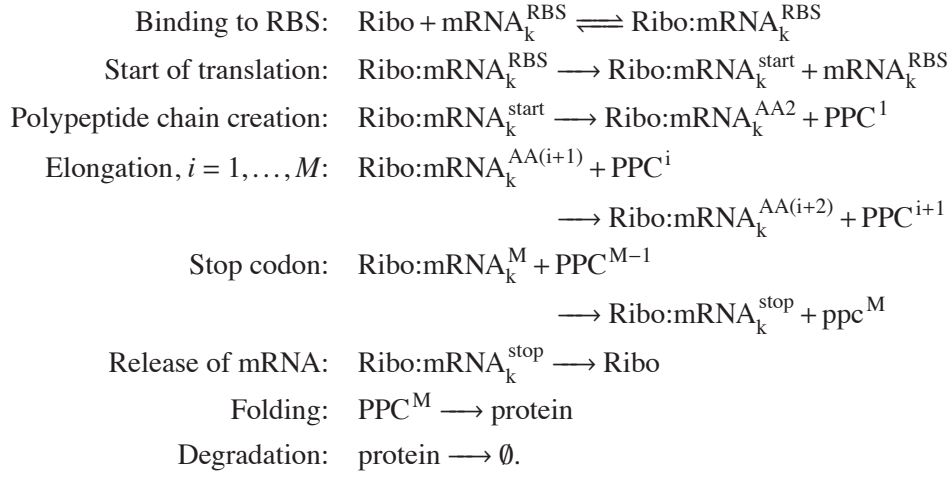 Binding to RBS: Ribo + mRNA_k^RBS ⇌ Ribo:mRNA_k^RBS
Start of translation: Ribo:mRNA_k^RBS ⟶ Ribo:mRNA_k^start + mRNA_k^RBS
Polypeptide chain creation: Ribo:mRNA_k^start ⟶ Ribo:mRNA_k^AA2 + PPC^1
Elongation, i = 1,…,M: Ribo:mRNA_k^AA(i+1) + PPC^i
⟶ Ribo:mRNA_k^AA(i+2) + PPC^i+1
Stop codon: Ribo:mRNA_k^M + PPC^M−1
⟶ Ribo:mRNA_k^stop + ppc^M
Release of mRNA: Ribo:mRNA_k^stop ⟶ Ribo
Folding: PPC^M ⟶ protein
Degradation: protein ⟶ ∅.